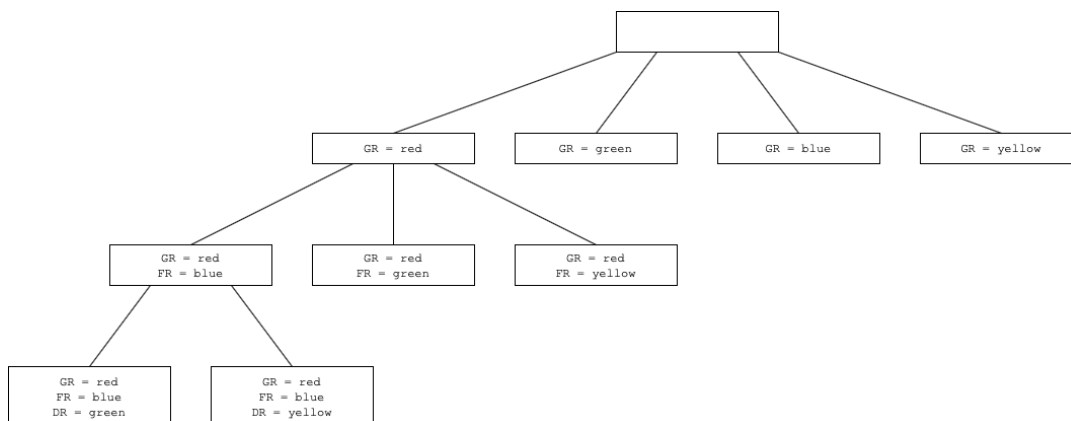 GR = red
GR = green
GR = blue
GR = yellow
GR = red
FR = blue
GR = red
FR = green
GR = red
FR = yellow
GR = red
FR = blue
DR = green
GR = red
FR = blue
DR = yellow